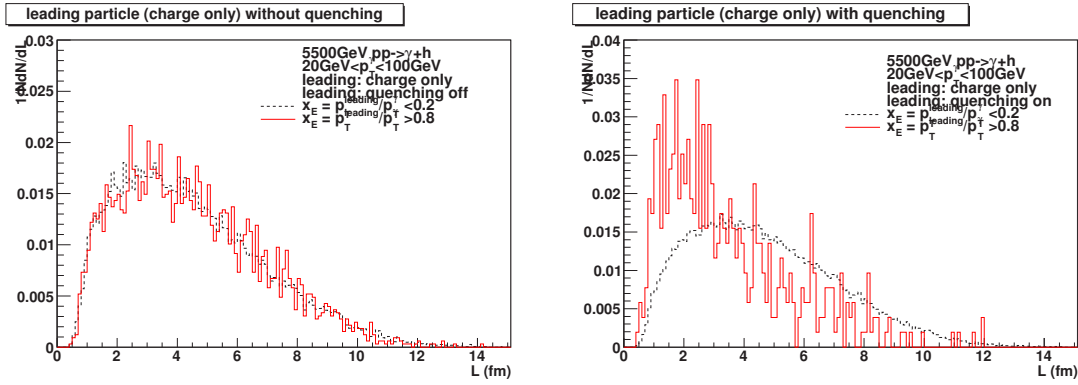 leading particle (charge only) without quenching
1/NdN/dL
0.03
0.025
0.02
0.015
0.01
0.005
0
5500GeV pp->γ+h
20GeV<p_T^γ<100GeV
leading: charge only
leading: quenching off
x_E = p_T^leading/p_T^γ <0.2
x_E = p_T^leading/p_T^γ >0.8
0 2 4 6 8 10 12 14
L (fm)
leading particle (charge only) with quenching
1/NdN/dL
0.04
0.035
0.03
0.025
0.02
0.015
0.01
0.005
0.000
5500GeV pp->γ+h
20GeV<p_T^γ<100GeV
leading: charge only
leading: quenching on
x_E = p_T^leading/p_T^γ <0.2
x_E = p_T^leading/p_T^γ >0.8
0 2 4 6 8 10 12 14
L (fm)